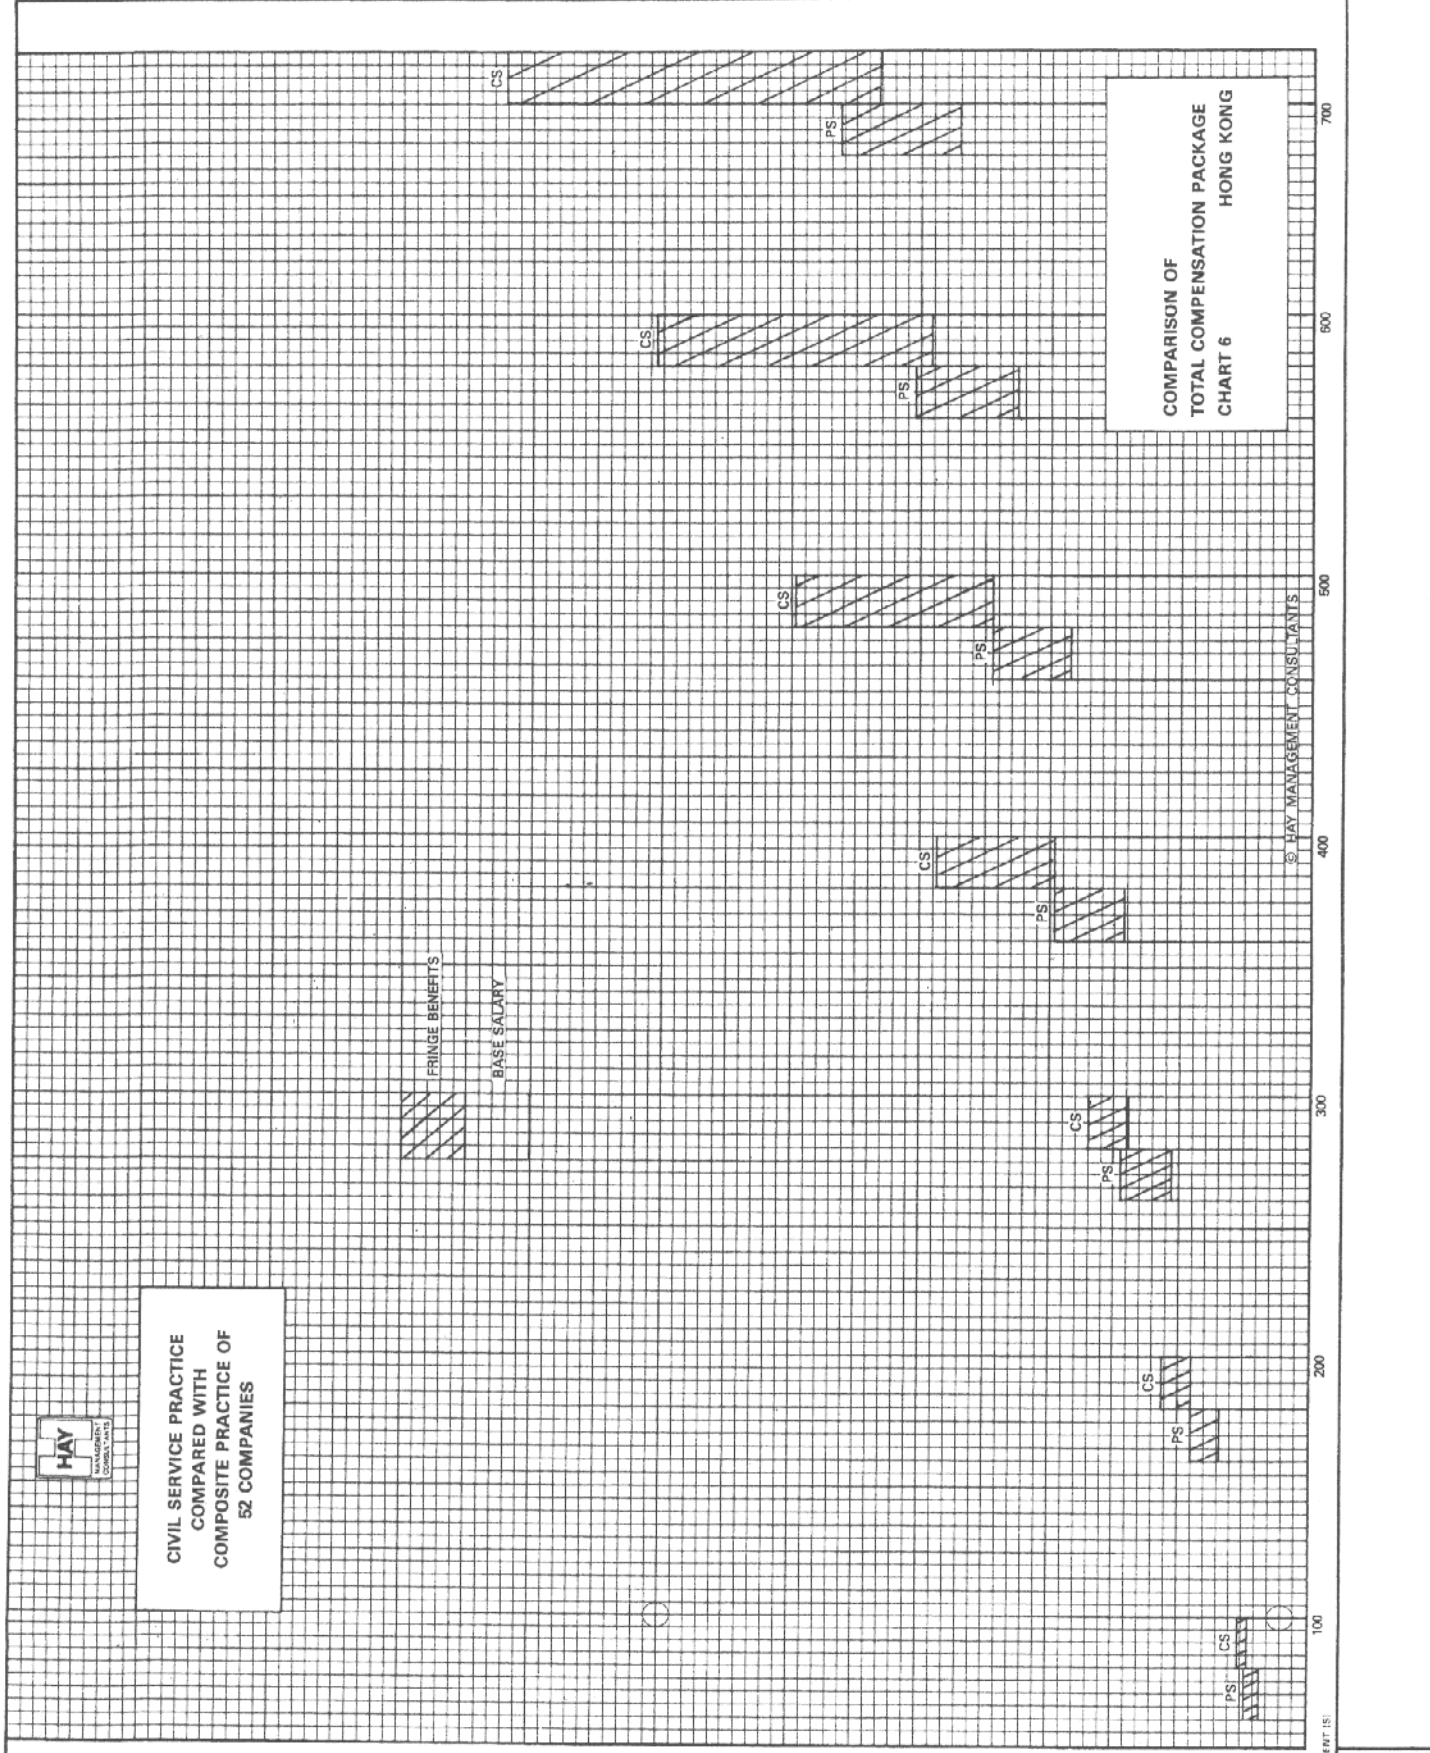 HAY
MANAGEMENT
CONSULTANTS
CIVIL SERVICE PRACTICE
COMPARED WITH
COMPOSITE PRACTICE OF
52 COMPANIES
FRINGE BENEFITS
BASE SALARY
PS
CS
PS
CS
PS
CS
PS
CS
PS
CS
PS
CS
PS
CS
COMPARISON OF
TOTAL COMPENSATION PACKAGE
CHART 6 HONG KONG
© HAY MANAGEMENT CONSULTANTS
100
200
300
400
500
600
700